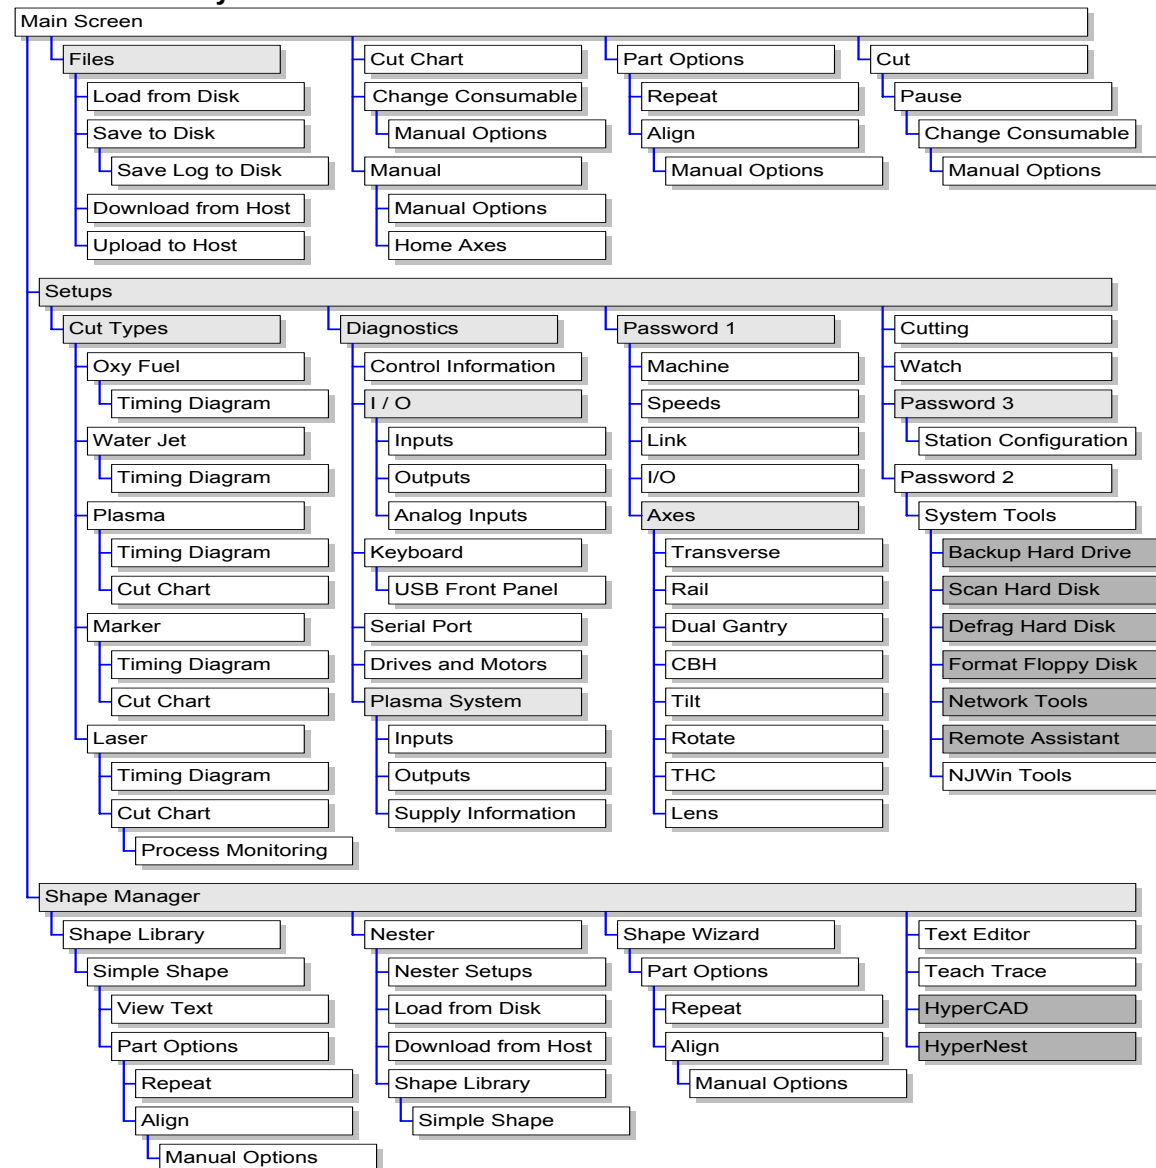 Main Screen
Files
Load from Disk
Save to Disk
Save Log to Disk
Download from Host
Upload to Host
Cut Chart
Change Consumable
Manual Options
Manual
Manual Options
Home Axes
Part Options
Repeat
Align
Manual Options
Cut
Pause
Change Consumable
Manual Options
Setups
Cut Types
Oxy Fuel
Timing Diagram
Water Jet
Timing Diagram
Plasma
Timing Diagram
Cut Chart
Marker
Timing Diagram
Cut Chart
Laser
Timing Diagram
Cut Chart
Process Monitoring
Diagnostics
Control Information
I / O
Inputs
Outputs
Analog Inputs
Keyboard
USB Front Panel
Serial Port
Drives and Motors
Plasma System
Inputs
Outputs
Supply Information
Password 1
Machine
Speeds
Link
I/O
Axes
Transverse
Rail
Dual Gantry
CBH
Tilt
Rotate
THC
Lens
Cutting
Watch
Password 3
Station Configuration
Password 2
System Tools
Backup Hard Drive
Scan Hard Disk
Defrag Hard Disk
Format Floppy Disk
Network Tools
Remote Assistant
NJWin Tools
Shape Manager
Shape Library
Simple Shape
View Text
Part Options
Repeat
Align
Manual Options
Nester
Nester Setups
Load from Disk
Download from Host
Shape Library
Simple Shape
Shape Wizard
Part Options
Repeat
Align
Manual Options
Text Editor
Teach Trace
HyperCAD
HyperNest